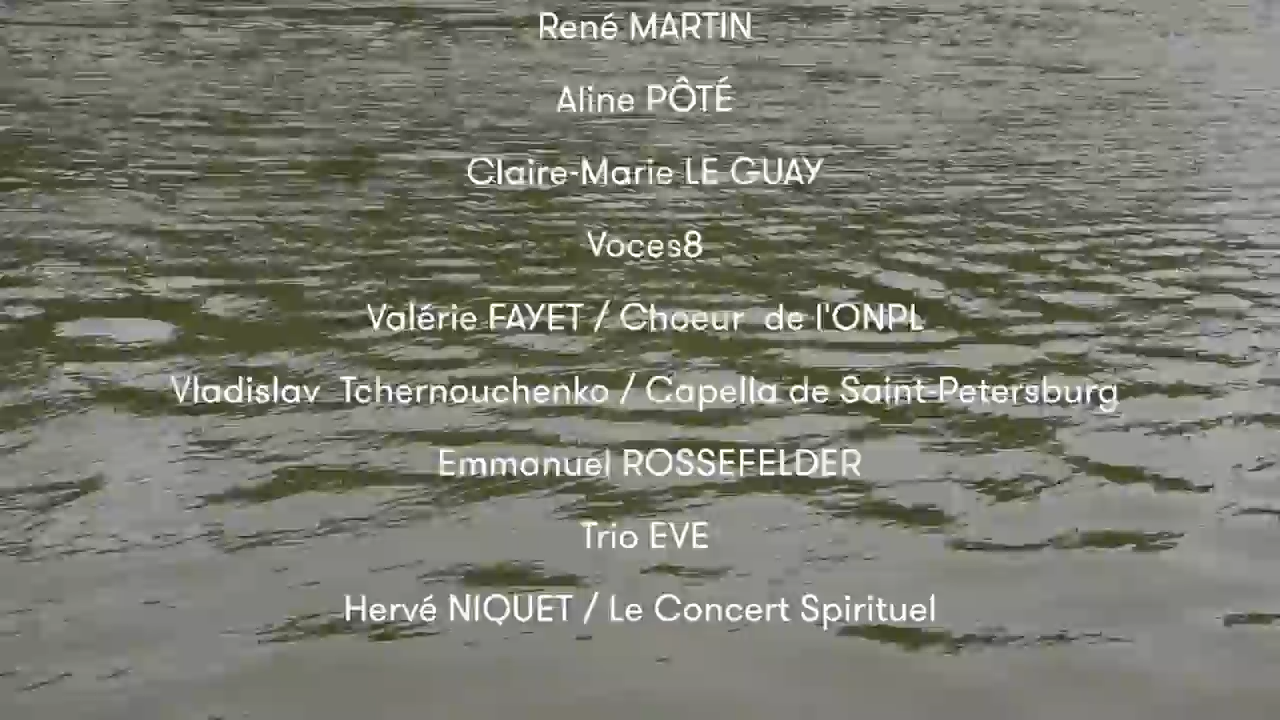 René MARTIN
Aline PÔTÉ
Claire-Marie LE GUAY
Voces8
Valérie FAYET / Choeur  de l'ONPL
Vladislav  Tchernouchenko / Capella de Saint-Petersburg
Emmanuel ROSSEFELDER
Trio EVE
Hervé NIQUET / Le Concert Spirituel